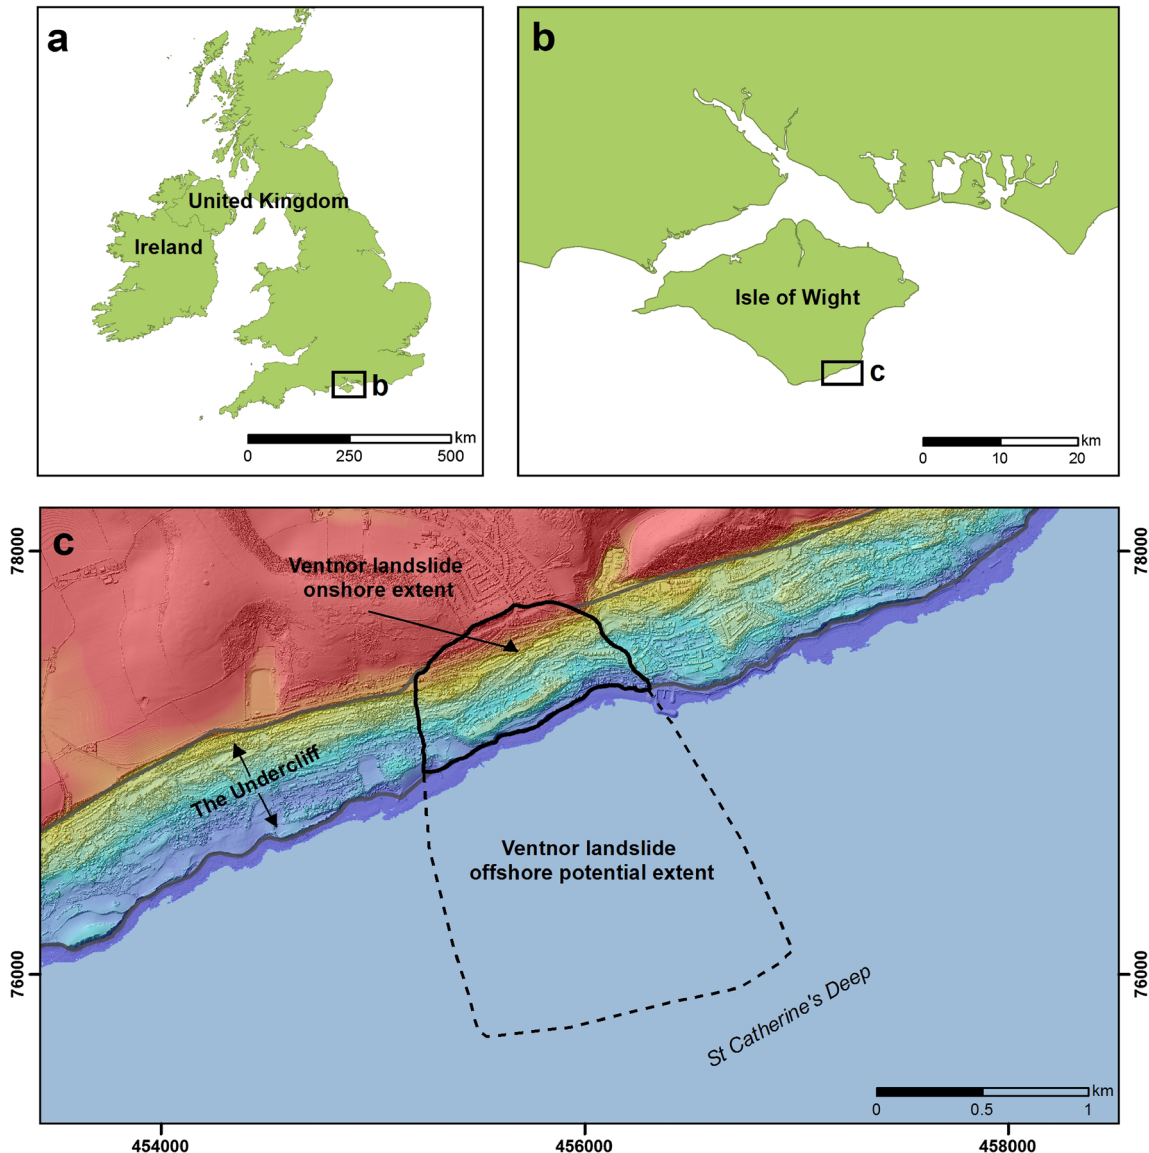 a
United Kingdom
Ireland
b
km
0 250 500
b
Isle of Wight
c
km
0 10 20
c
Ventnor landslide
onshore extent
The Undercliff
Ventnor landslide
offshore potential extent
St Catherine's Deep
km
0 0.5 1
78000
76000
78000
76000
454000 456000 458000